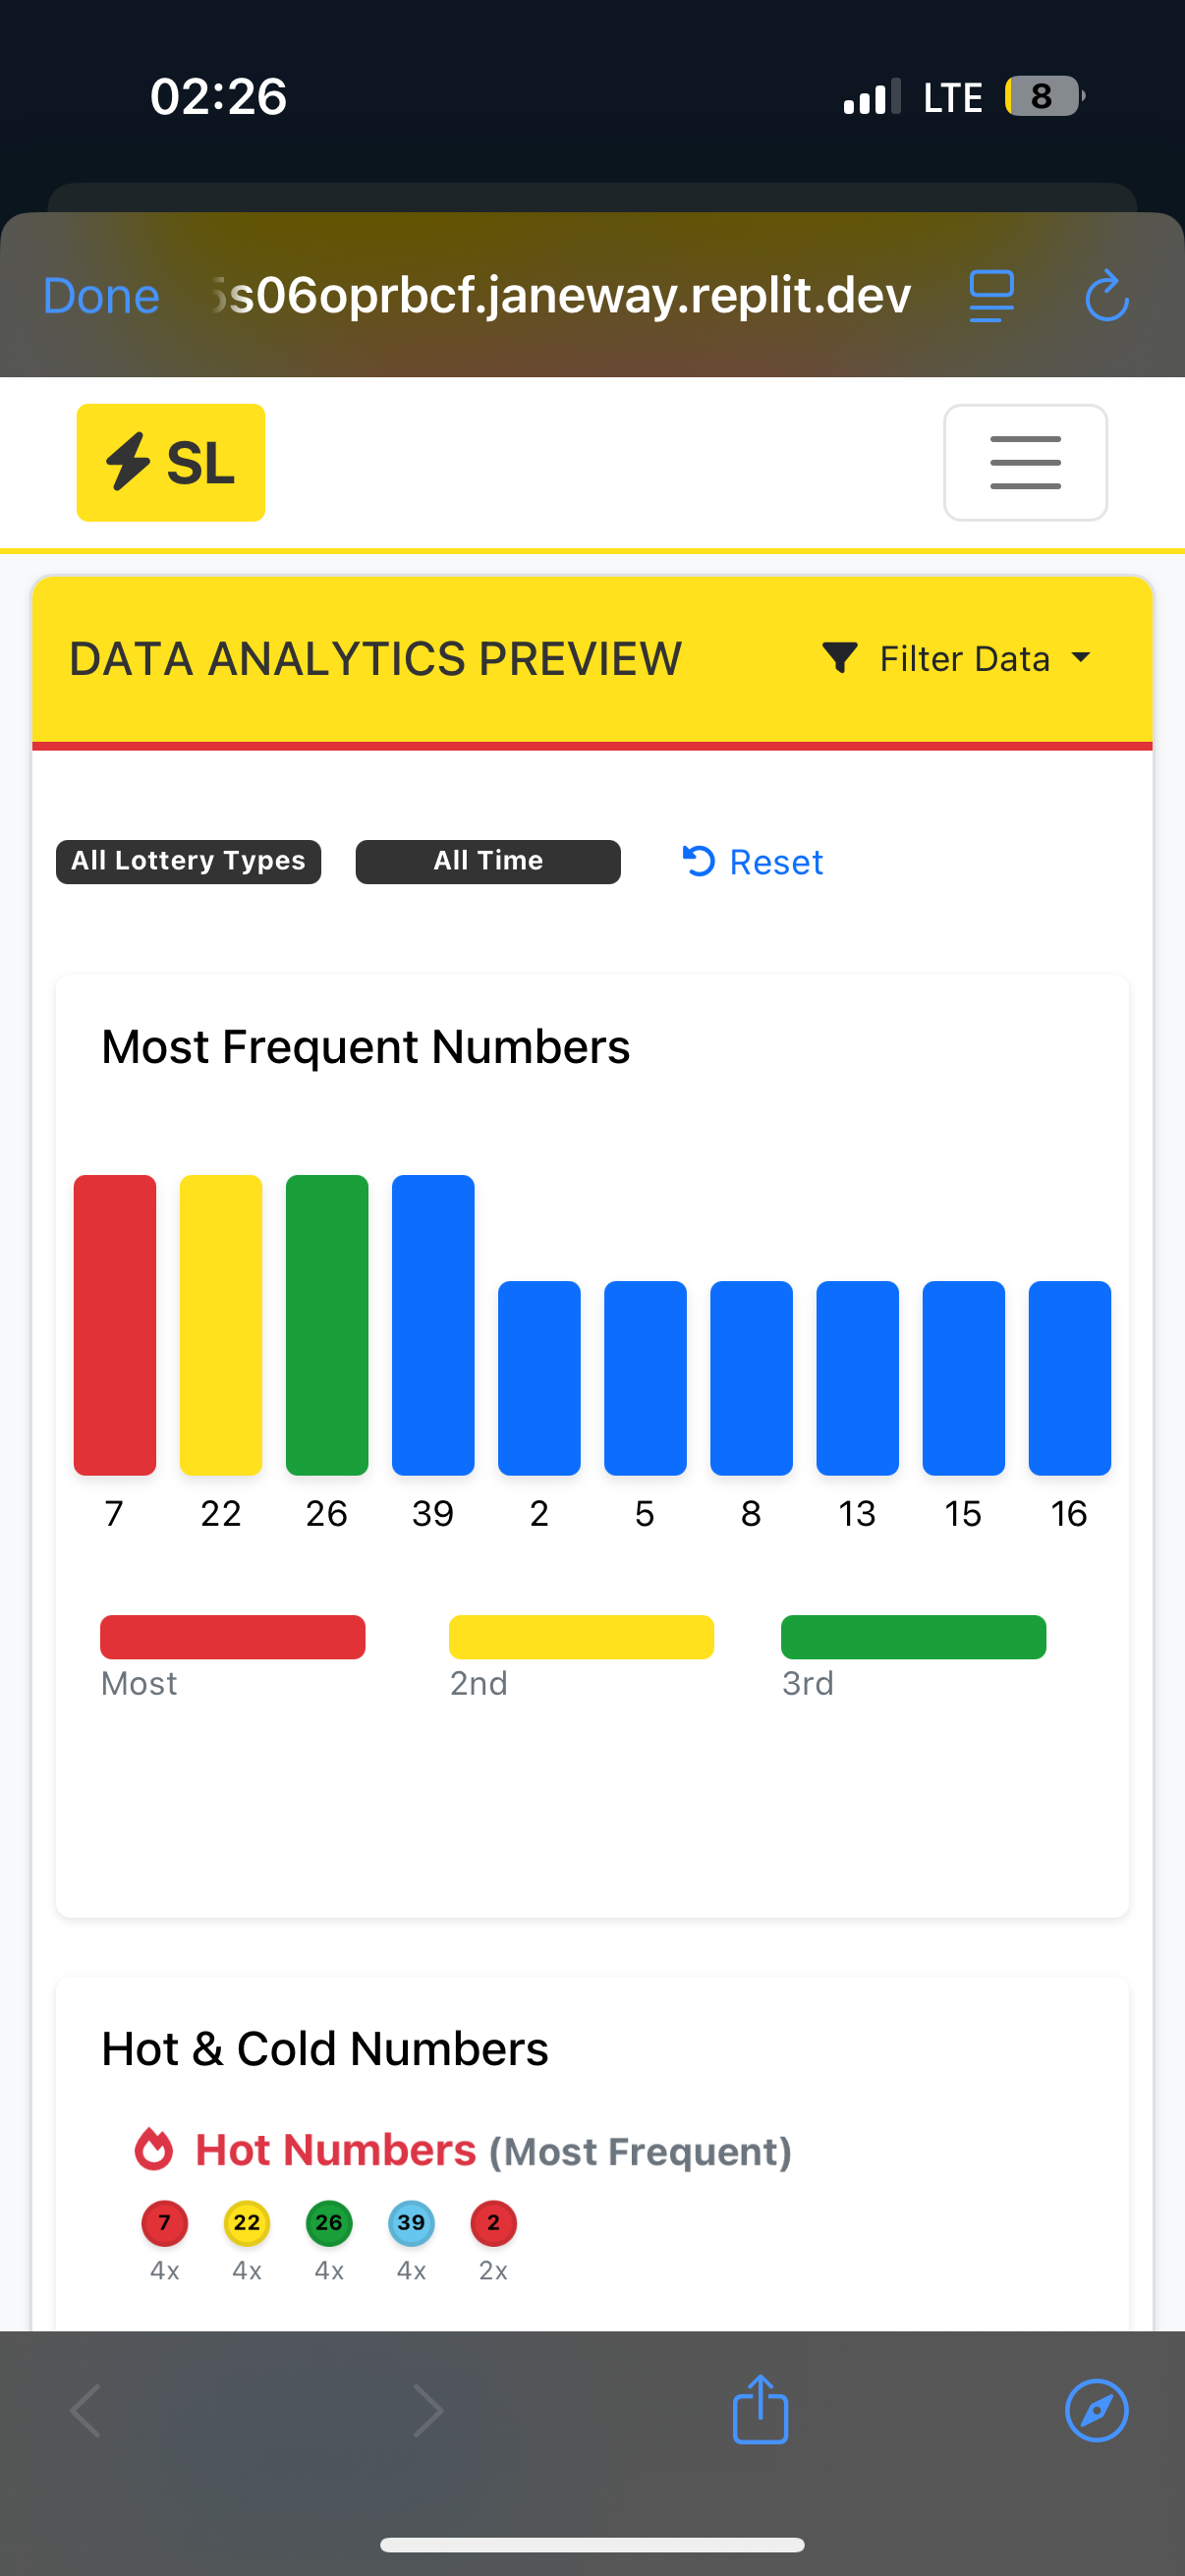 02:26
LTE 8
Done
s06oprbcf.janeway.replit.dev
SL
DATA ANALYTICS PREVIEW
Filter Data
All Lottery Types
All Time
Reset
Most Frequent Numbers
7 22 26 39 2 5 8 13 15 16
Most 2nd 3rd
Hot & Cold Numbers
Hot Numbers (Most Frequent)
7 22 26 39 2
4x 4x 4x 4x 2x